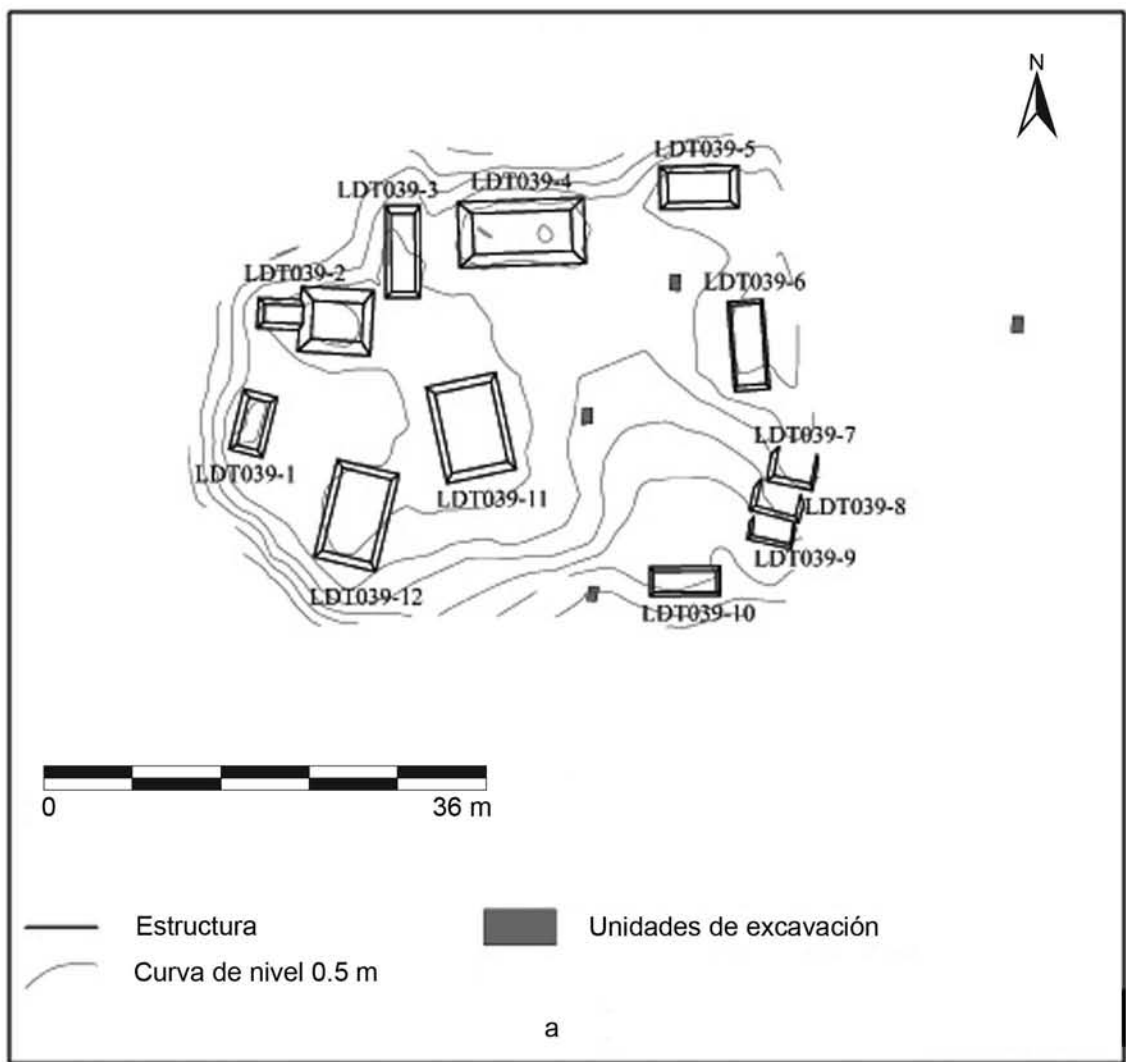 N
LDT039-5
LDT039-3
LDT039-4
LDT039-2
LDT039-6
LDT039-7
LDT039-1
LDT039-11
LDT039-8
LDT039-9
LDT039-12
LDT039-10
0
36 m
Estructura
Unidades de excavación
Curva de nivel 0.5 m
a